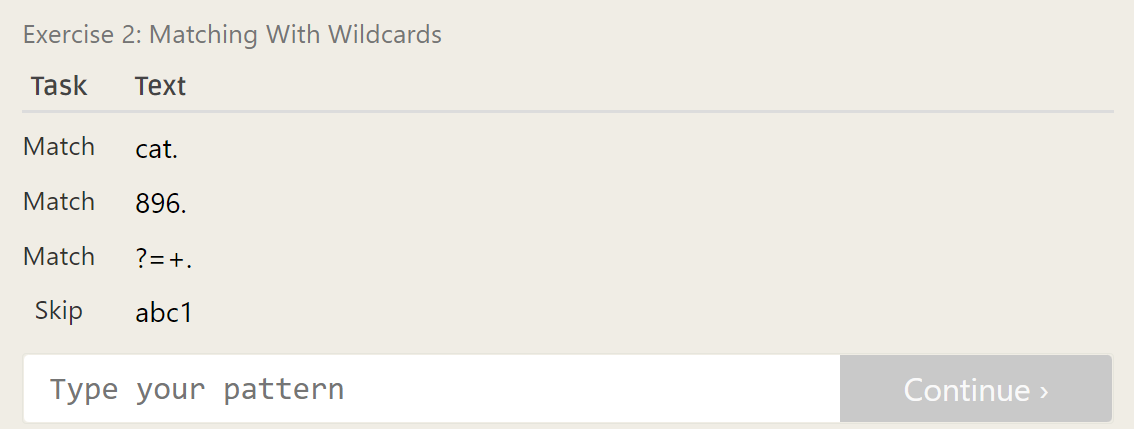 Exercise 2: Matching With Wildcards
Task Text
Match cat.
Match 896.
Match ?=+.
Skip abc1
Type your pattern Continue ›